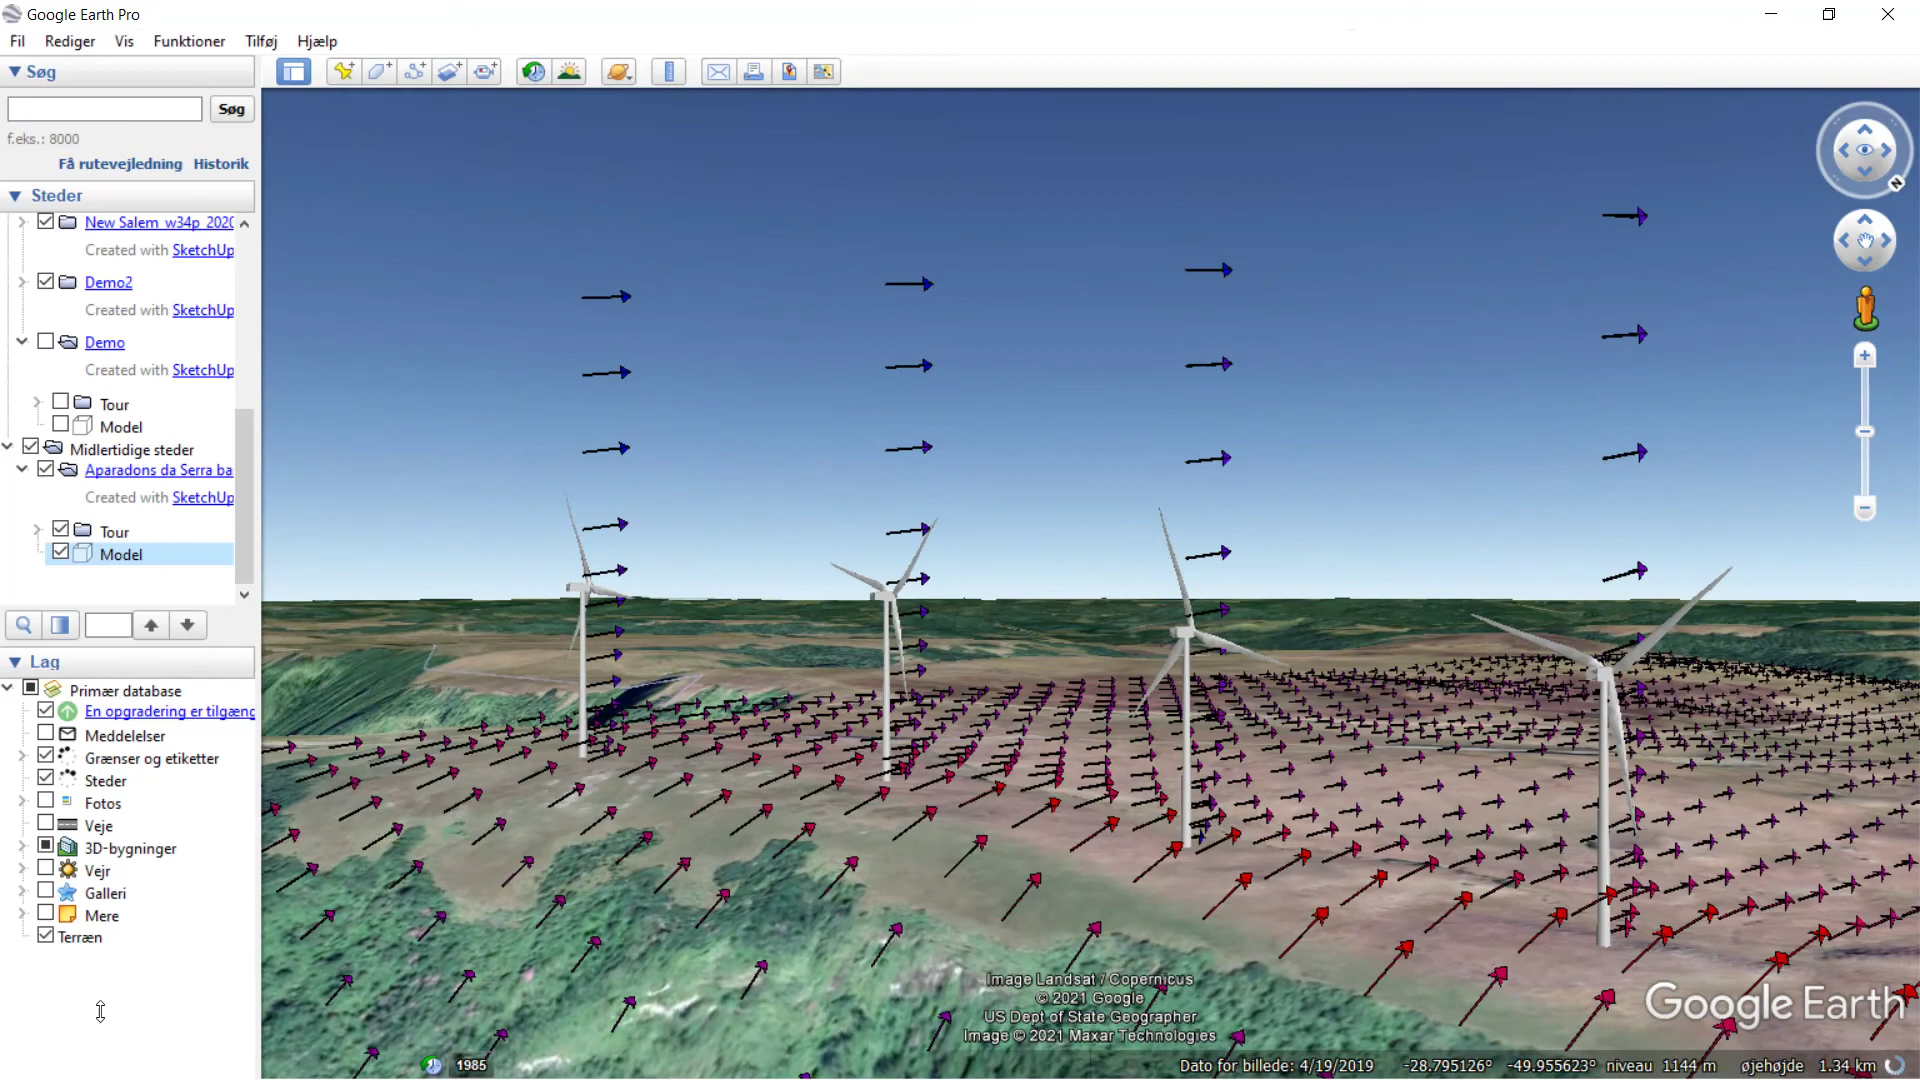 Google Earth Pro
Fil Rediger Vis Funktioner Tilføj Hjælp
Søg
Søg
f.eks.: 8000
Få rutevejledning Historik
Steder
New Salem_w34p_2020
Created with SketchUp
Demo2
Created with SketchUp
Demo
Created with SketchUp
Tour
Model
Midlertidige steder
Aparadons da Serra ba
Created with SketchUp
Tour
Model
Lag
Primær database
En opgradering er tilgæng
Meddelelser
Grænser og etiketter
Steder
Fotos
Veje
3D-bygninger
Vejr
Galleri
Mere
Terræn
N
Image Landsat / Copernicus
© 2021 Google
US Dept of State Geographer
Image © 2021 Maxar Technologies
Google Earth
1985
Dato for billede: 4/19/2019 -28.795126° -49.955623° niveau 1144 m øjehøjde 1.34 km